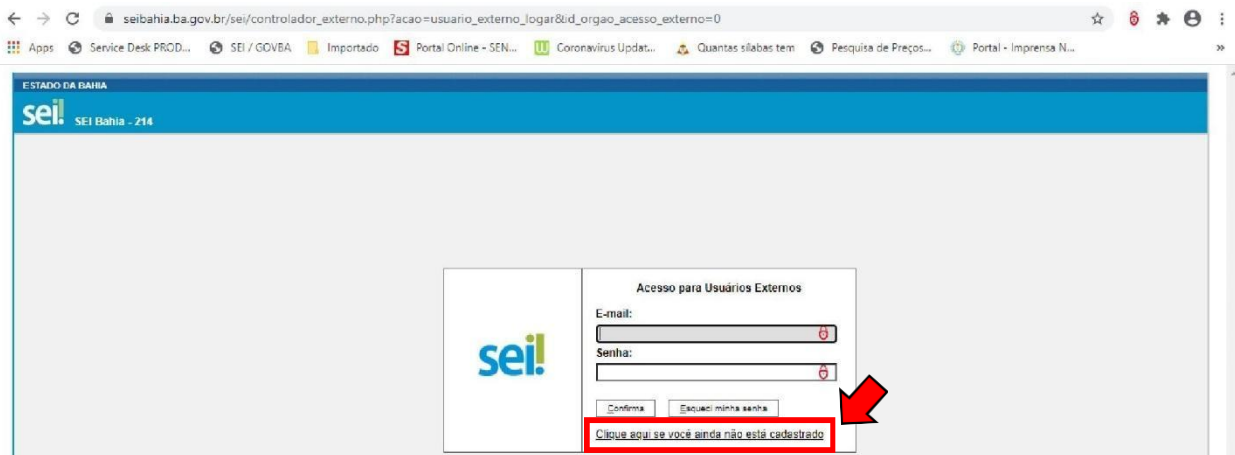 seibahia.ba.gov.br/sei/controlador_externo.php?acao=usuario_externo_logar&id_orgao_acesso_externo=0
Apps Service Desk PROD... SEI / GOVBA Importado S Portal Online - SEN... Coronavirus Updat... Quantas sílabas tem Pesquisa de Preços... Portal - Imprensa N... »
ESTADO DA BAHIA
sei! SEI Bahia - 214
Acesso para Usuários Externos
E-mail:
sei!
Senha:
Confirma Esqueci minha senha
Clique aqui se você ainda não está cadastrado